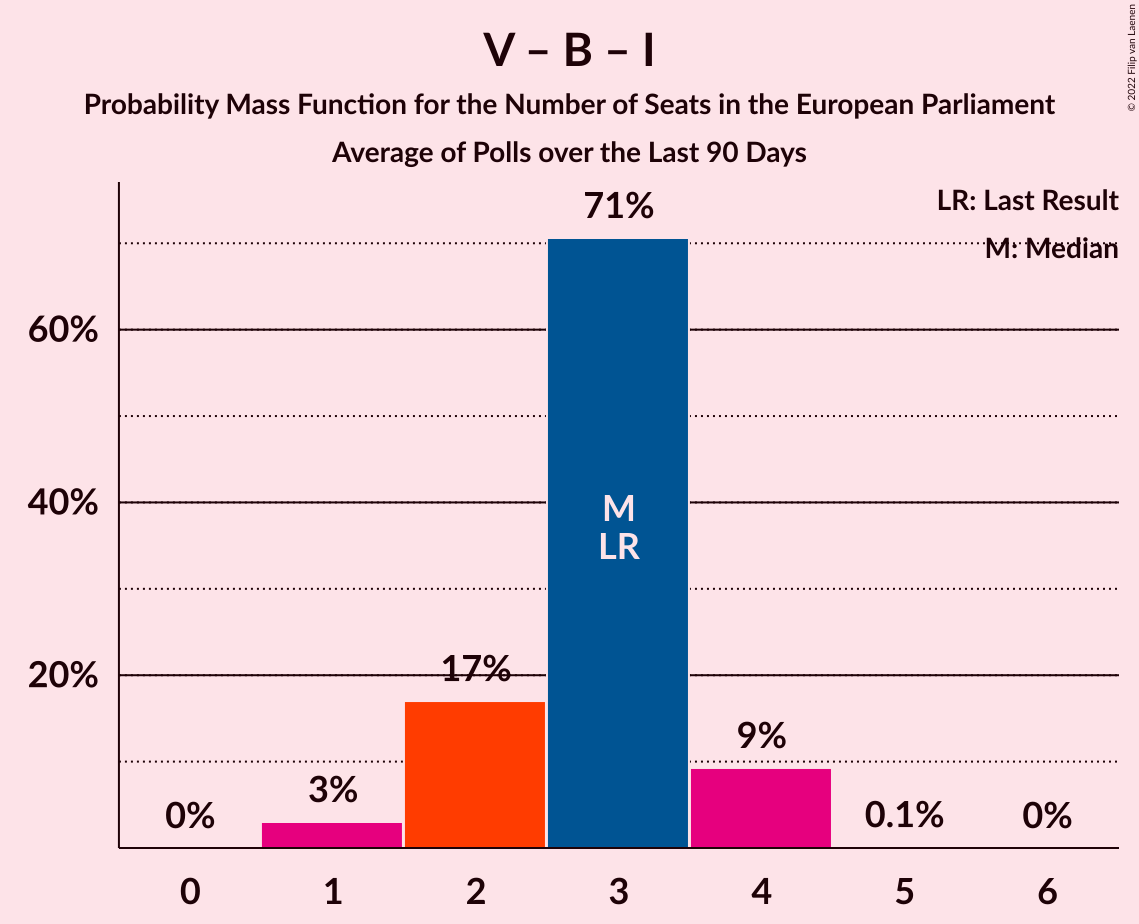 V – B – I
Probability Mass Function for the Number of Seats in the European Parliament
Average of Polls over the Last 90 Days
© 2022 Filip van Laenen
LR: Last Result
M: Median
60%
40%
20%
0%
3%
17%
71%
M
LR
9%
0.1%
0%
0 1 2 3 4 5 6